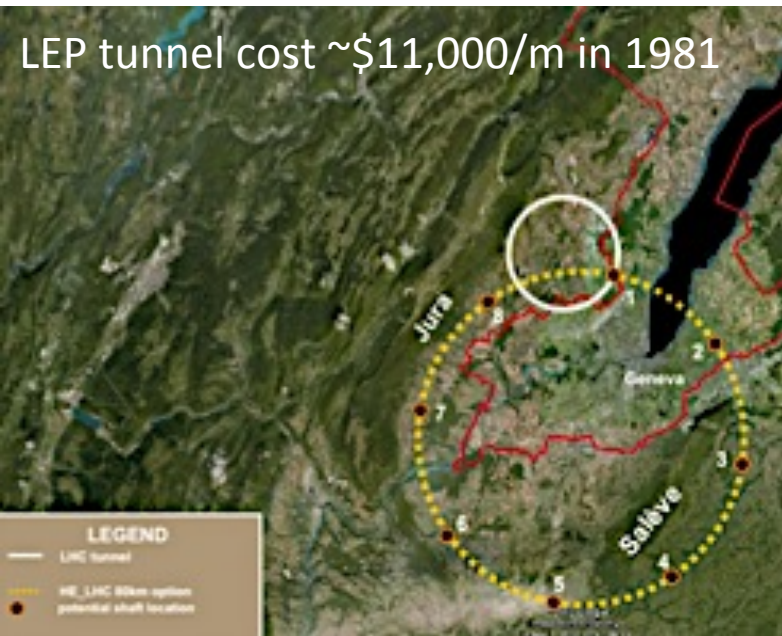 LEP tunnel cost ~$11,000/m in 1981
Jura
8
1
2
Geneva
7
3
Salève
6
4
5
LEGEND
LHC tunnel
HE_LHC 80km option
potential shaft location